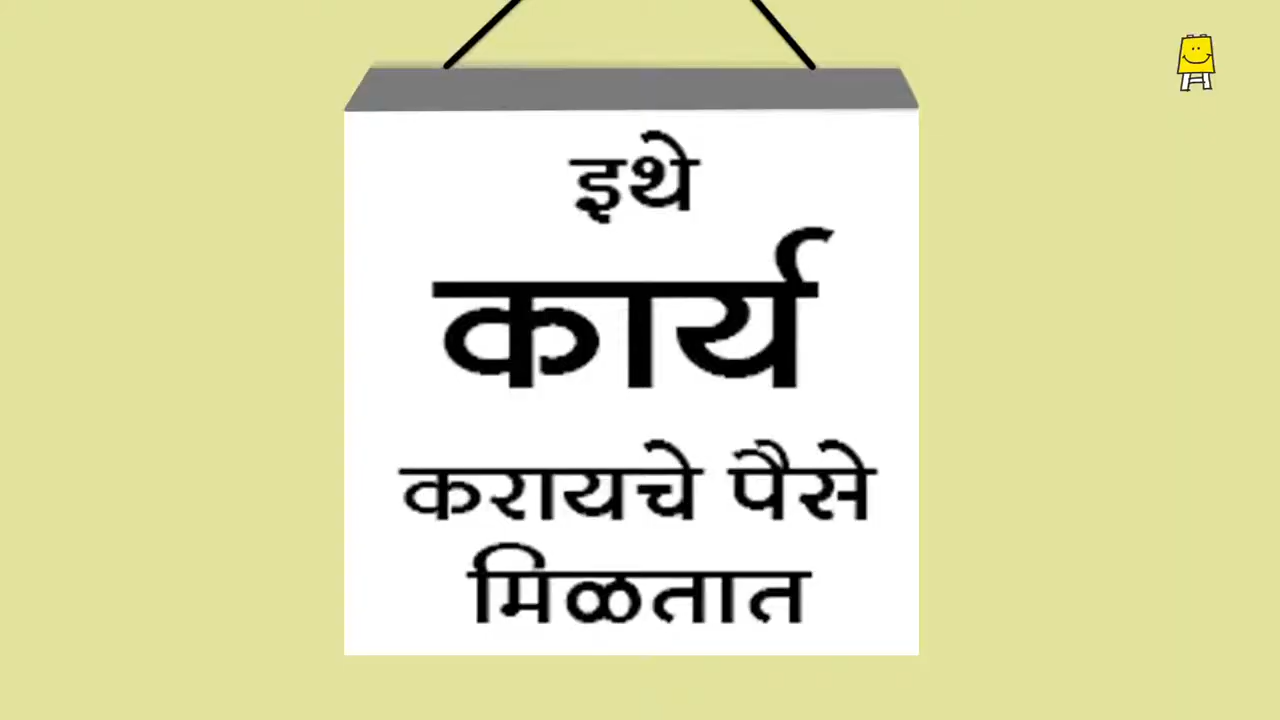 इथे
कार्य
करायचे पैसे
मिळतात